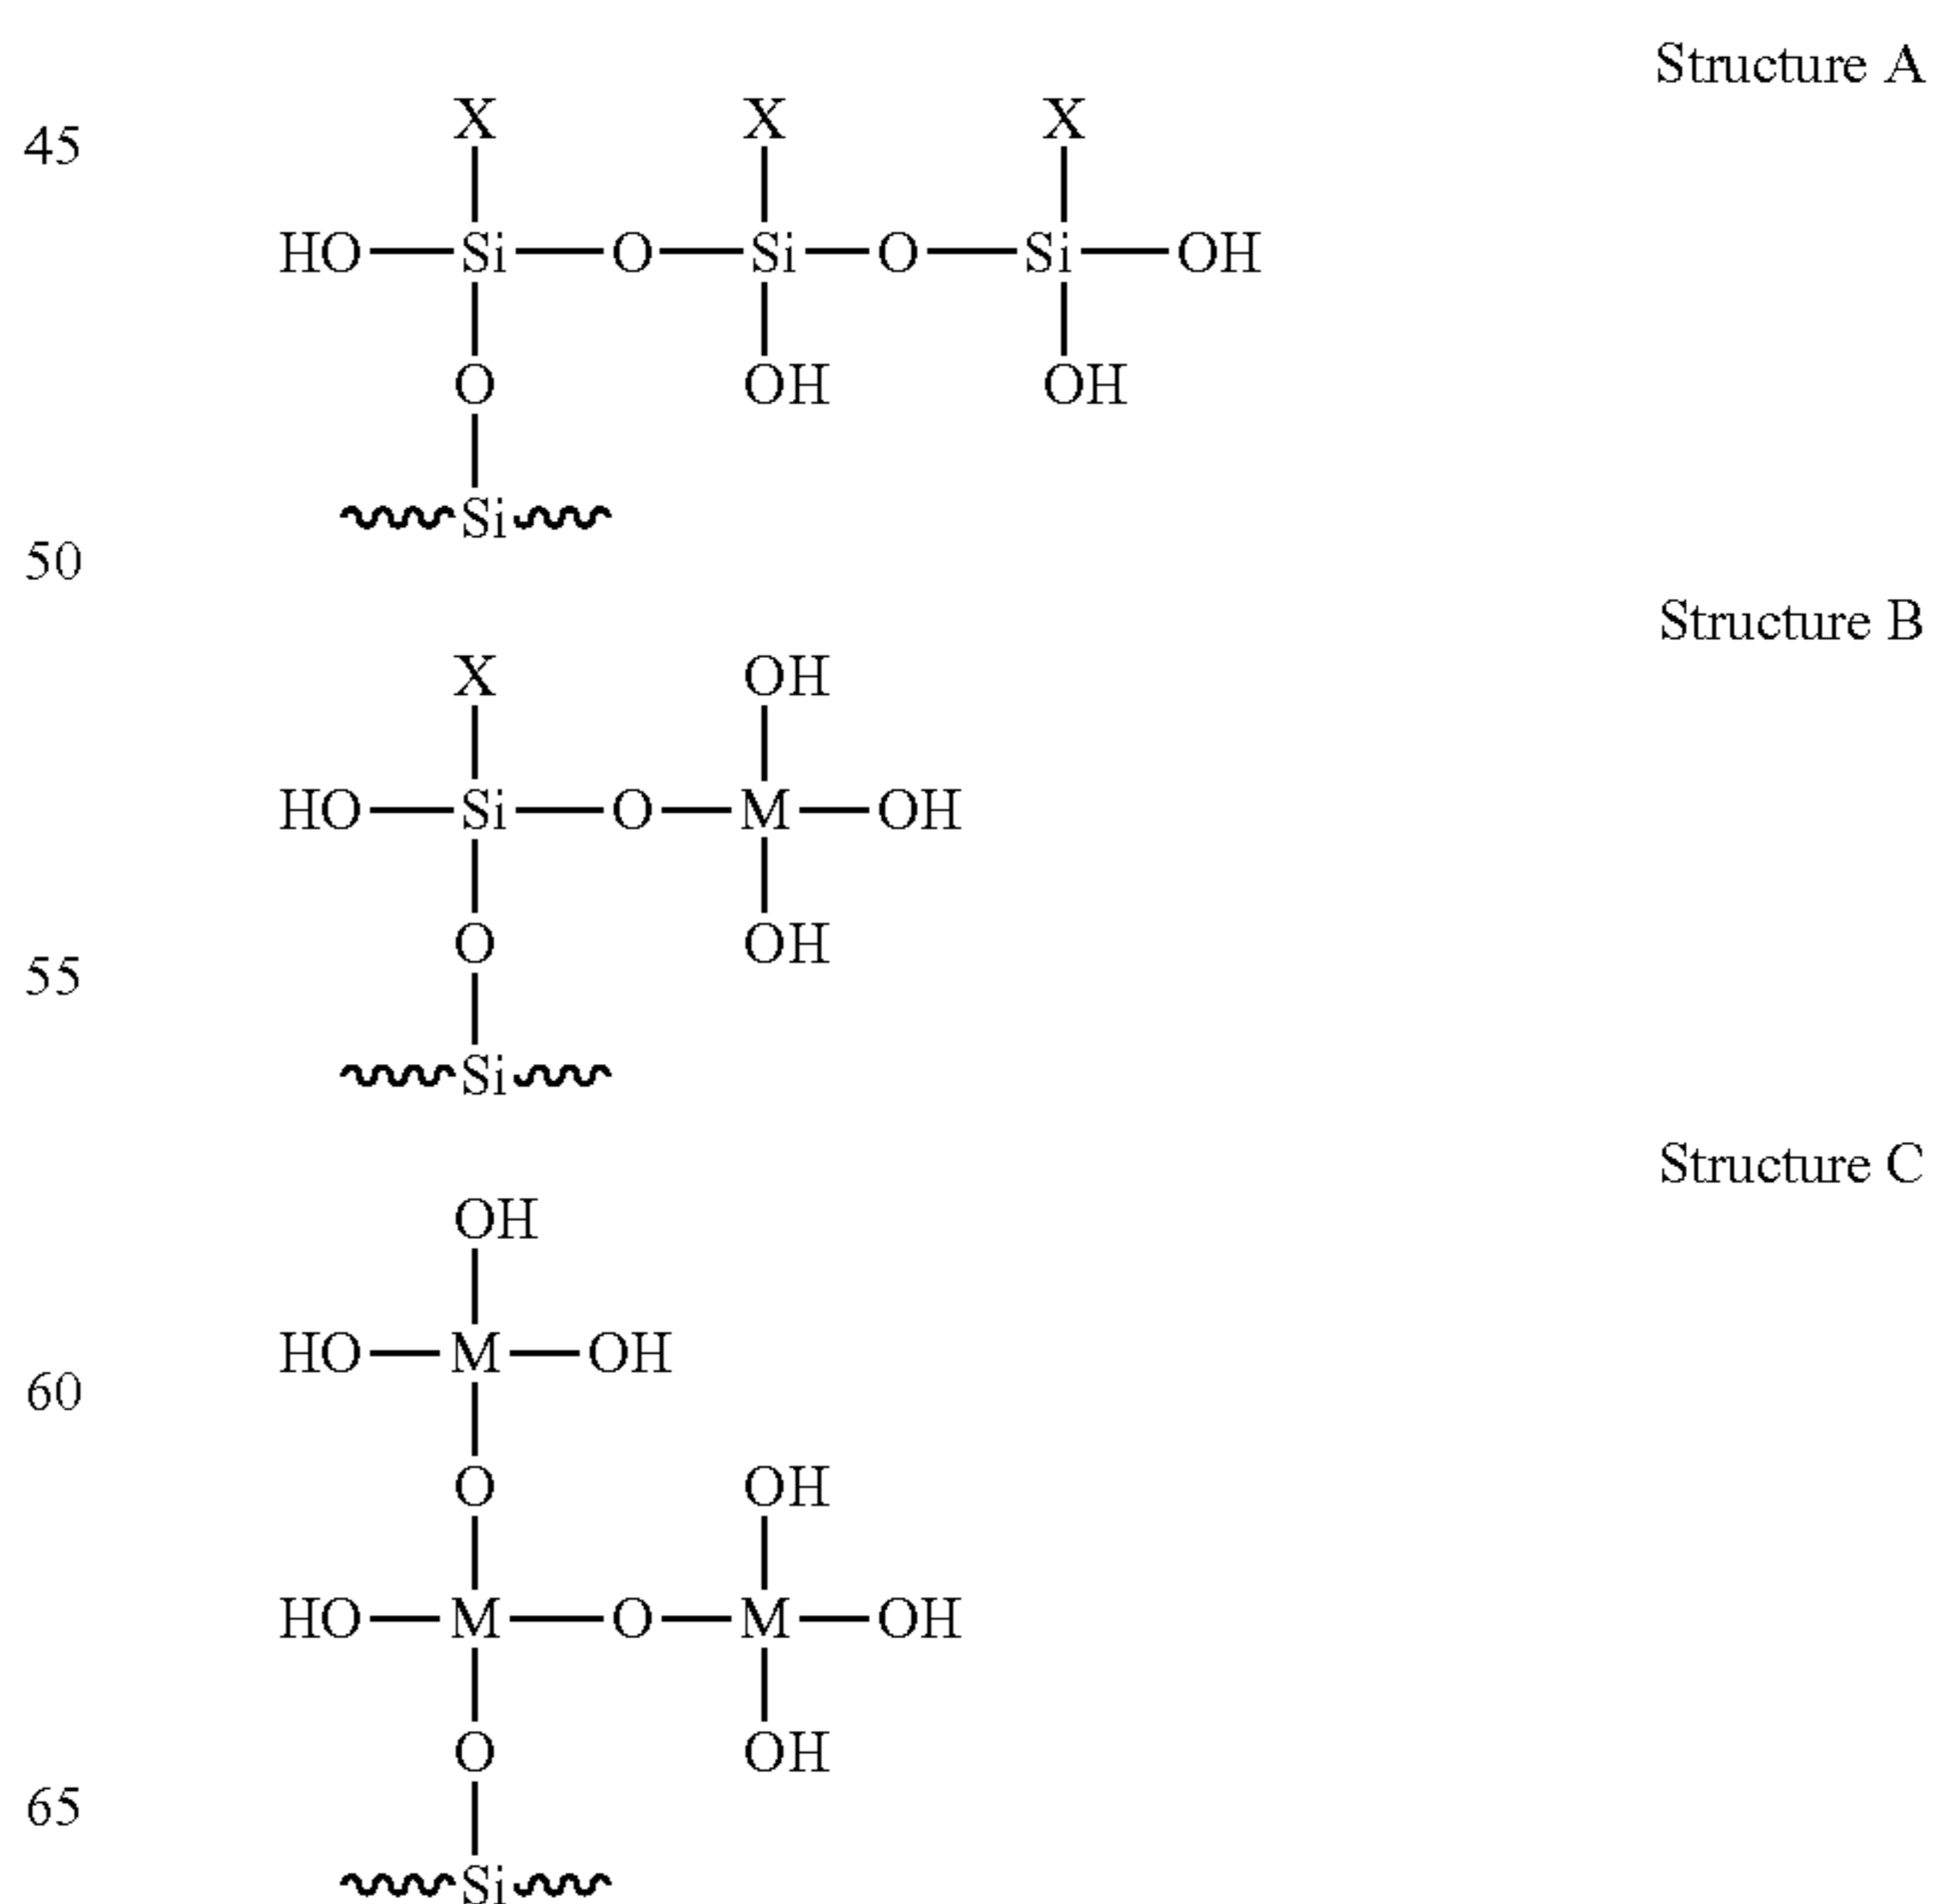 Structure A
X X X
45
HO Si O Si O Si OH
O OH OH
Si
50
Structure B
X OH
HO Si O M OH
O OH
55
Si
Structure C
OH
HO M OH
60
O OH
HO M O M OH
O OH
65
Si